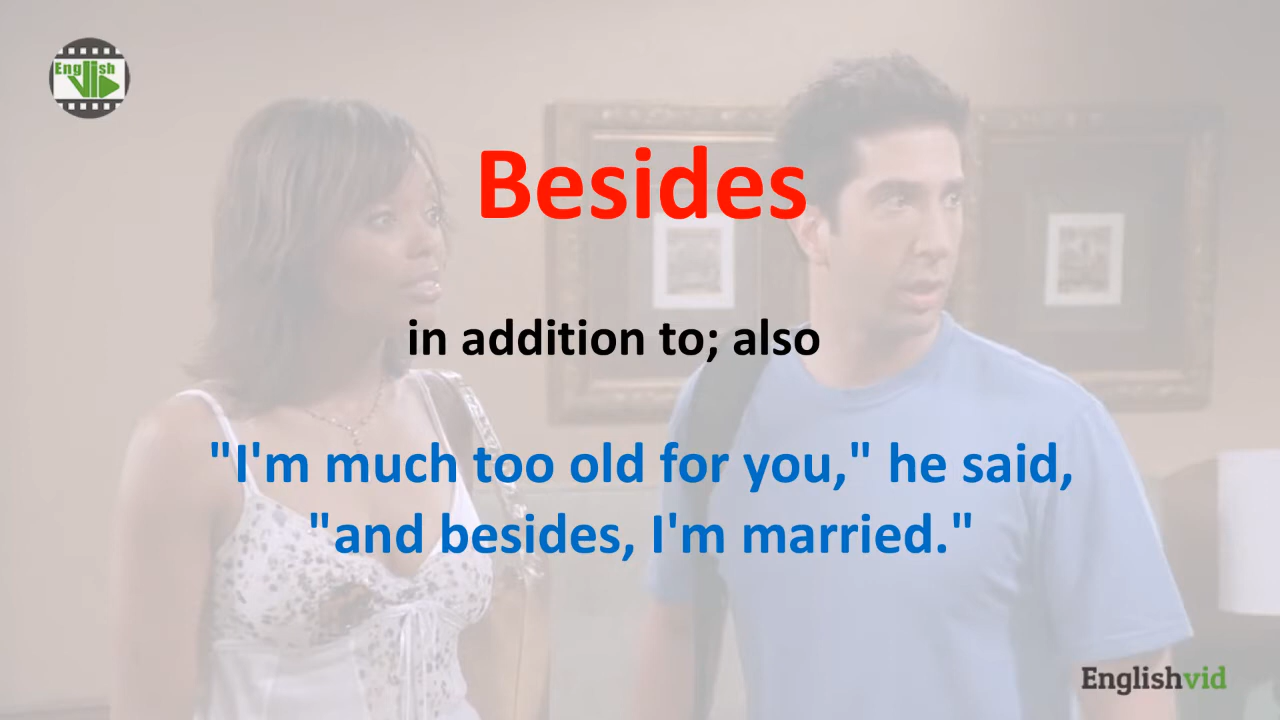 English
Besides
in addition to; also
"I'm much too old for you," he said,
"and besides, I'm married."
Englishvid